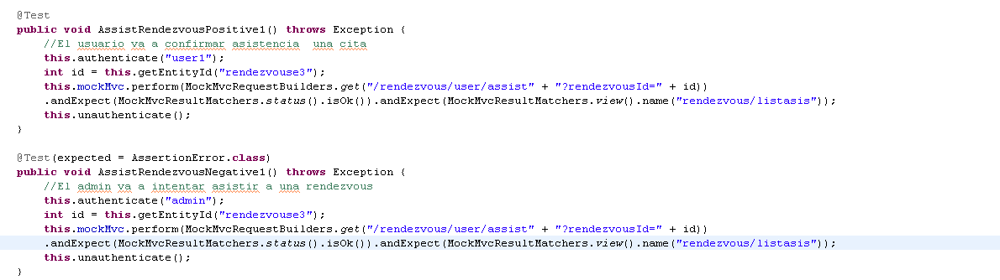 @Test
public void AssistRendezvousPositive1() throws Exception {
//El usuario va a confirmar asistencia  una cita
this.authenticate("user1");
int id = this.getEntityId("rendezvouse3");
this.mockMvc.perform(MockMvcRequestBuilders.get("/rendezvous/user/assist" + "?rendezvousId=" + id))
.andExpect(MockMvcResultMatchers.status().isOk()).andExpect(MockMvcResultMatchers.view().name("rendezvous/listasis"));
this.unauthenticate();
}
@Test(expected = AssertionError.class)
public void AssistRendezvousNegative1() throws Exception {
//El admin va a intentar asistir a una rendezvous
this.authenticate("admin");
int id = this.getEntityId("rendezvouse3");
this.mockMvc.perform(MockMvcRequestBuilders.get("/rendezvous/user/assist" + "?rendezvousId=" + id))
.andExpect(MockMvcResultMatchers.status().isOk()).andExpect(MockMvcResultMatchers.view().name("rendezvous/listasis"));
this.unauthenticate();
}